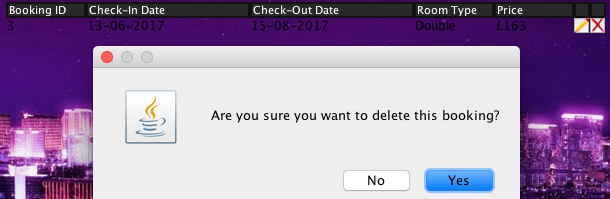 Booking ID Check-In Date Check-Out Date Room Type Price
3 13-06-2017 15-08-2017 Double £163
Are you sure you want to delete this booking?
No Yes